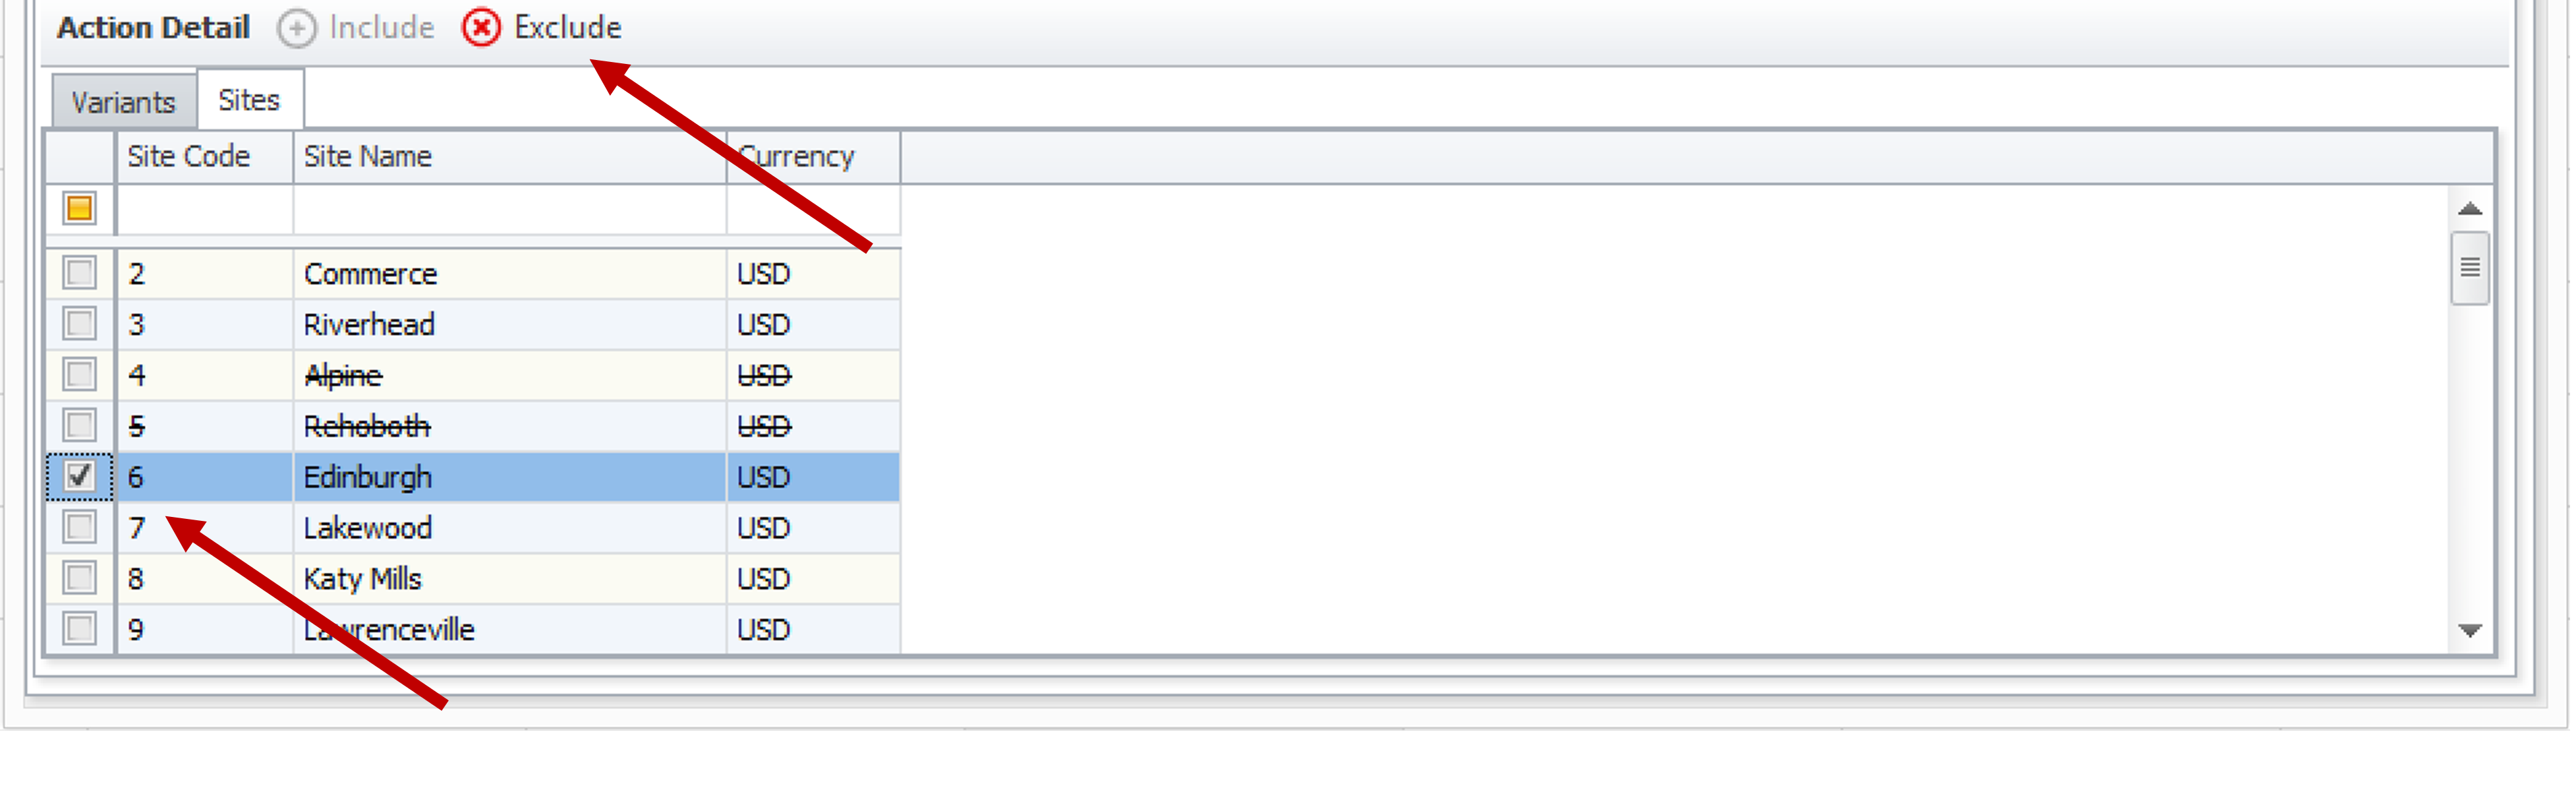 Action Detail Include Exclude
Variants Sites
Site Code Site Name Currency
2 Commerce USD
3 Riverhead USD
4 Alpine USD
5 Rehoboth USD
6 Edinburgh USD
7 Lakewood USD
8 Katy Mills USD
9 Lawrenceville USD